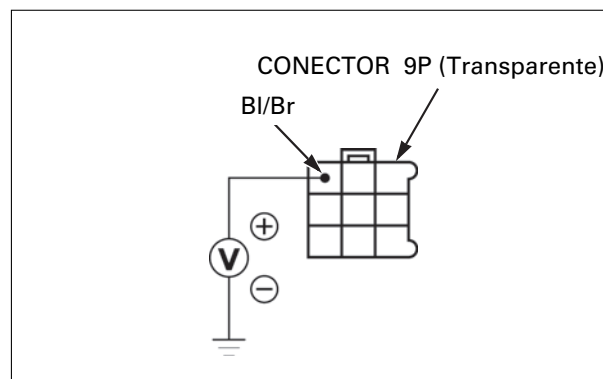 CONECTOR 9P (Transparente)
Bl/Br
+
V
−